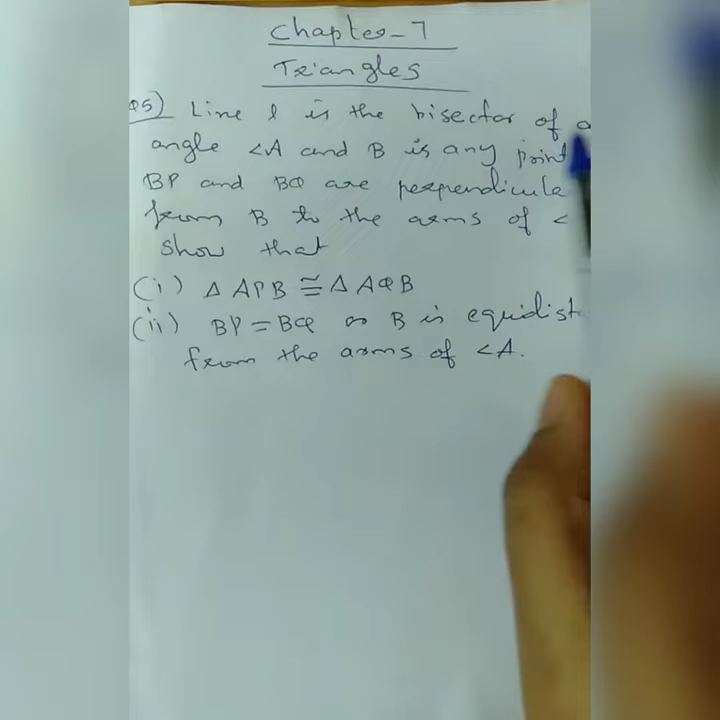 Chapter-7
Triangles
Q5) Line l is the bisector of a
angle ∠A and B is any point
BP and BQ are perpendicula
from B to the arms of ∠
show that
(i) Δ APB ≅ Δ AQB
(ii) BP = BQ or B is equidist
from the arms of ∠A.